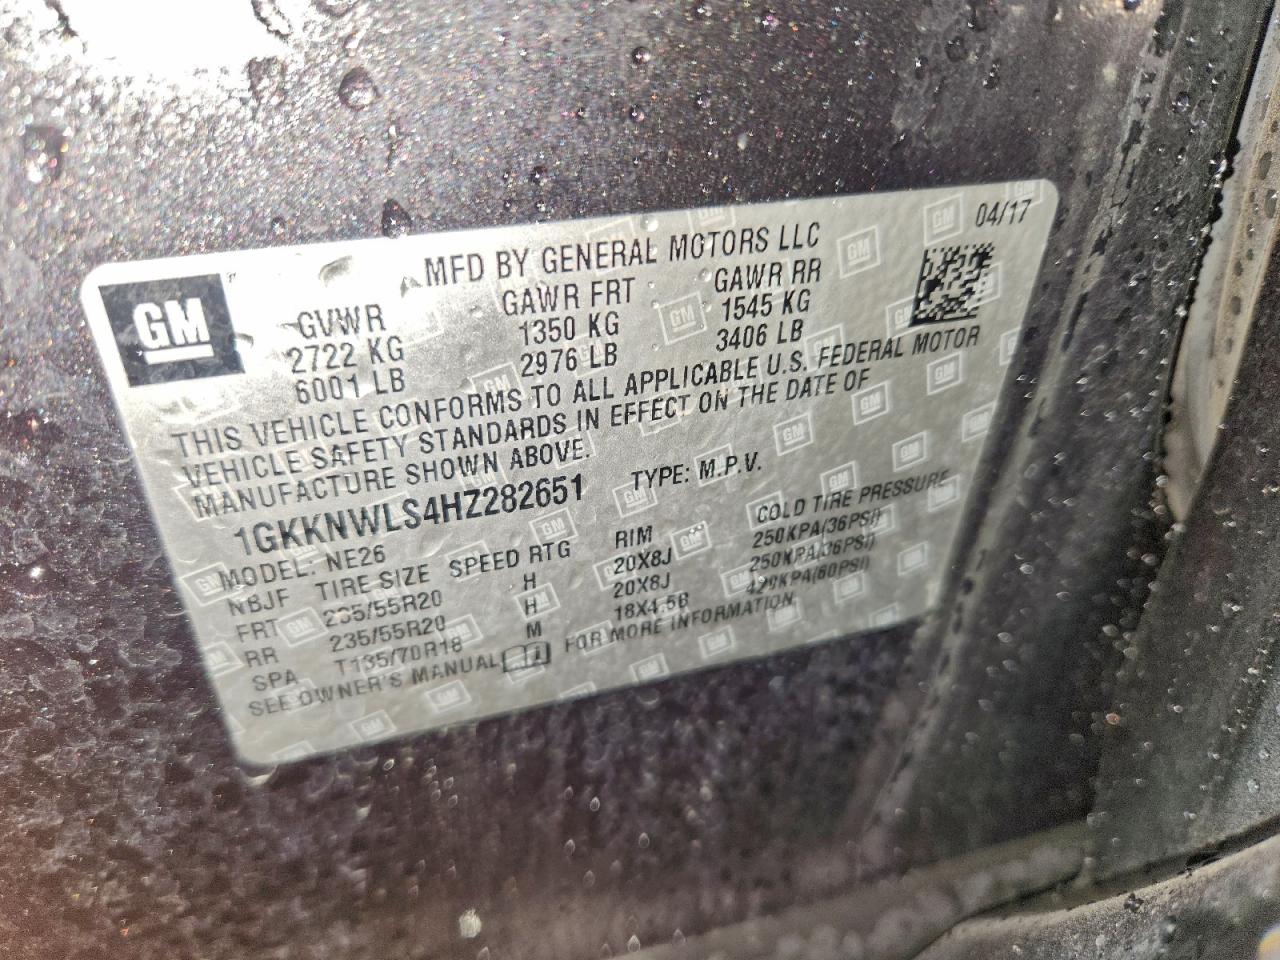 04/17
MFD BY GENERAL MOTORS LLC
GM
GVWR GAWR FRT GAWR RR
2722 KG 1350 KG 1545 KG
6001 LB 2976 LB 3406 LB
THIS VEHICLE CONFORMS TO ALL APPLICABLE U.S. FEDERAL MOTOR
VEHICLE SAFETY STANDARDS IN EFFECT ON THE DATE OF
MANUFACTURE SHOWN ABOVE.
1GKKNWLS4HZ282651 TYPE: M.P.V.
MODEL: NE26
NBJF TIRE SIZE SPEED RTG RIM COLD TIRE PRESSURE
FRT 235/55R20 H 20X8J 250KPA(36PSI)
RR 235/55R20 H 20X8J 250KPA(36PSI)
SPA T135/70R18 M 18X4.5B 420KPA(60PSI)
SEE OWNER'S MANUAL FOR MORE INFORMATION